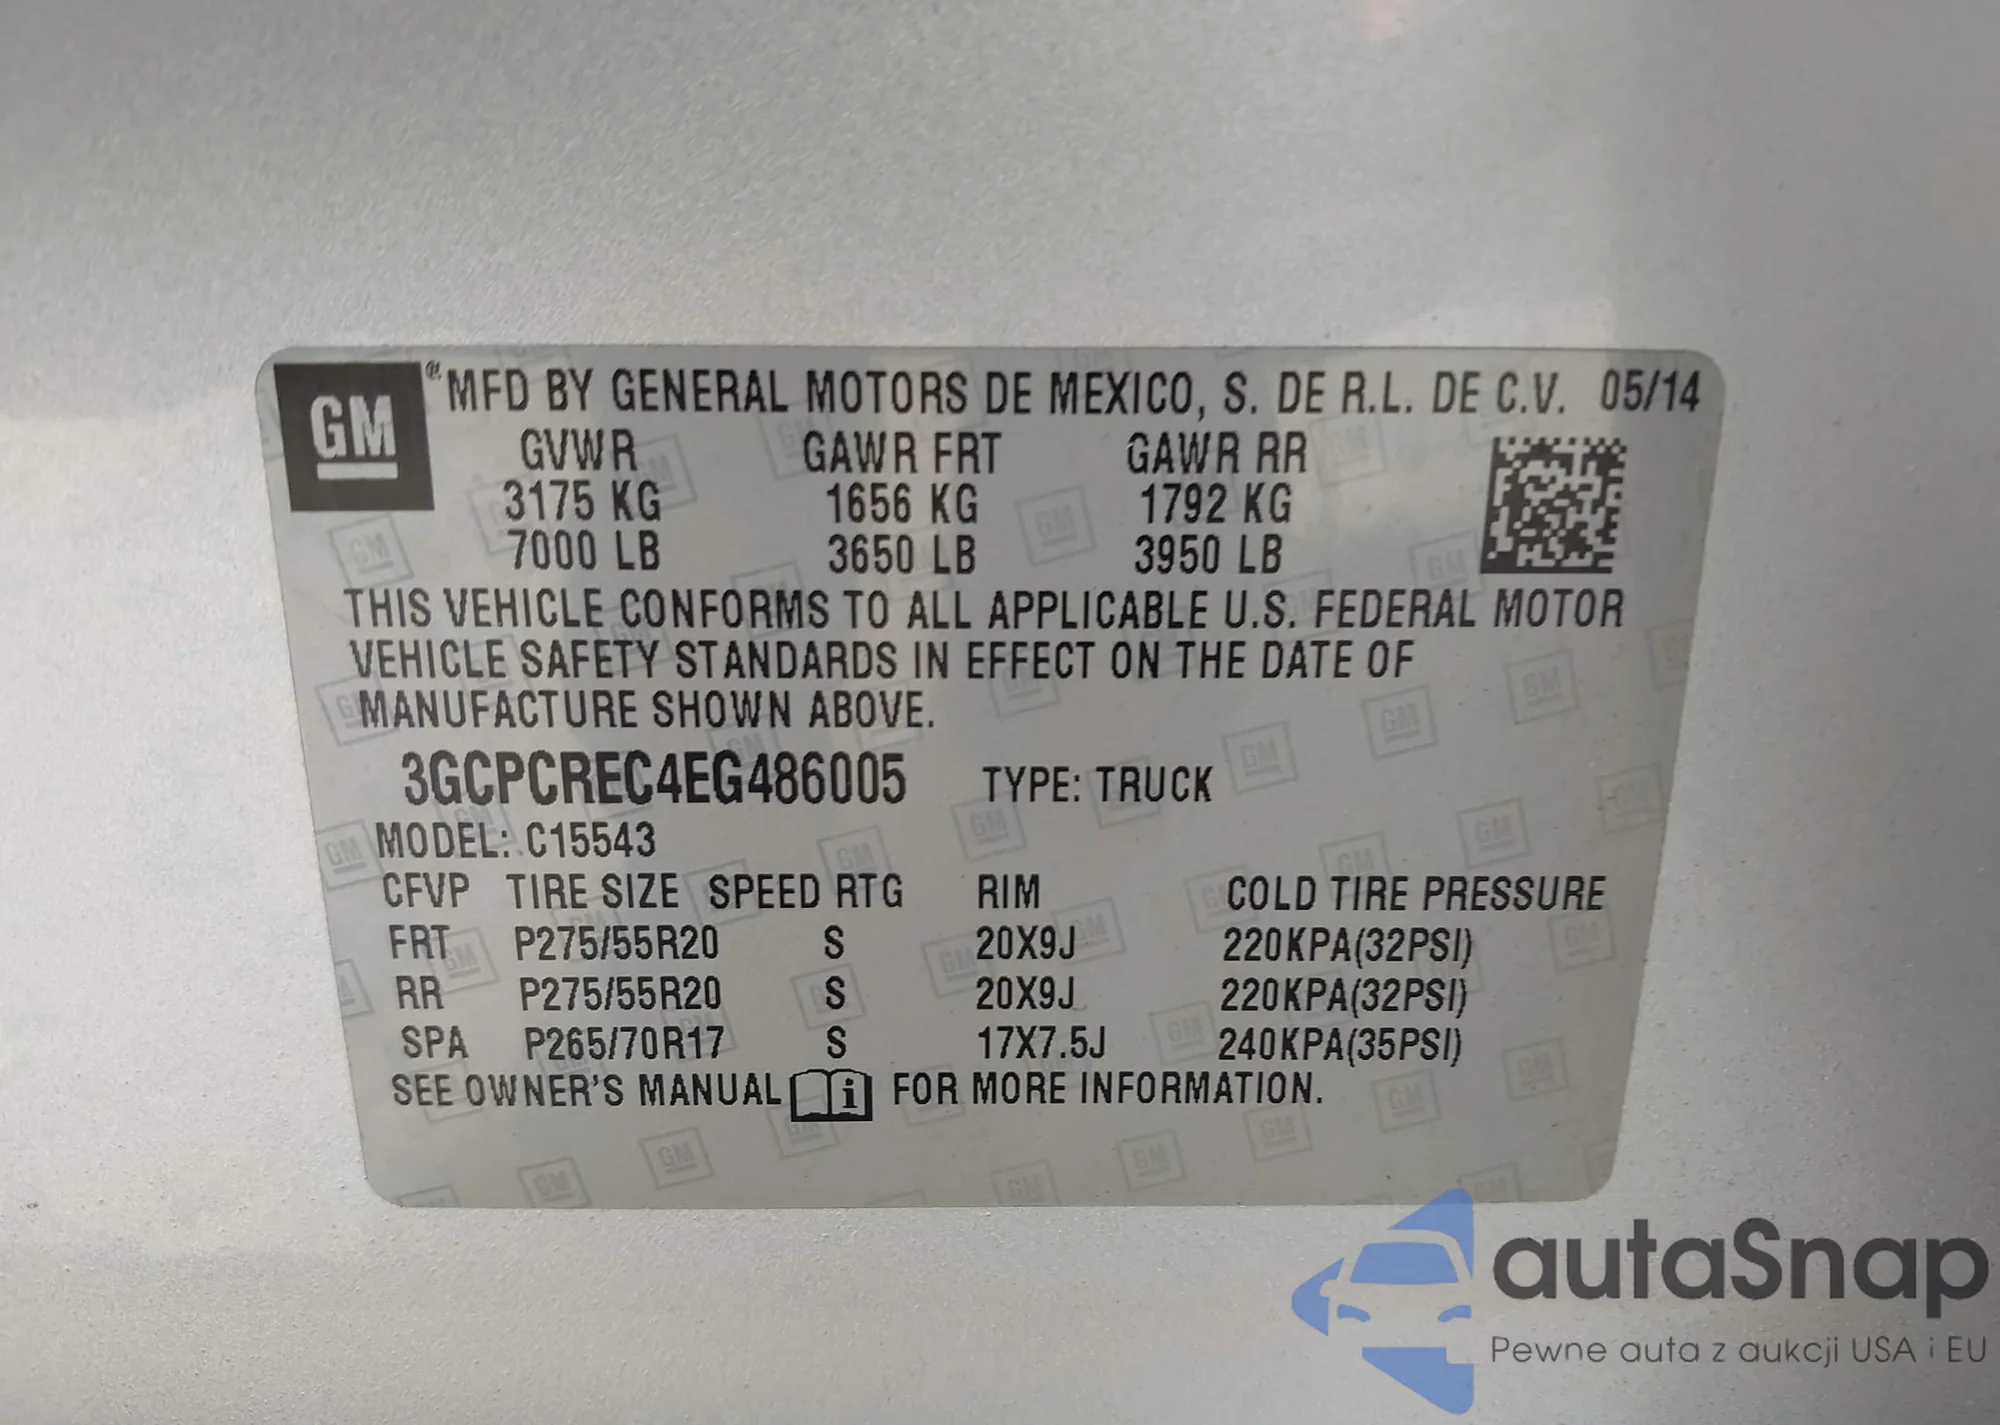 GM ® MFD BY GENERAL MOTORS DE MEXICO, S. DE R.L. DE C.V. 05/14
GVWR GAWR FRT GAWR RR
3175 KG 1656 KG 1792 KG
7000 LB 3650 LB 3950 LB
THIS VEHICLE CONFORMS TO ALL APPLICABLE U.S. FEDERAL MOTOR
VEHICLE SAFETY STANDARDS IN EFFECT ON THE DATE OF
MANUFACTURE SHOWN ABOVE.
3GCPCREC4EG486005 TYPE: TRUCK
MODEL: C15543
CFVP TIRE SIZE SPEED RTG RIM COLD TIRE PRESSURE
FRT P275/55R20 S 20X9J 220KPA(32PSI)
RR P275/55R20 S 20X9J 220KPA(32PSI)
SPA P265/70R17 S 17X7.5J 240KPA(35PSI)
SEE OWNER'S MANUAL i FOR MORE INFORMATION.
autaSnap
Pewne auta z aukcji USA i EU